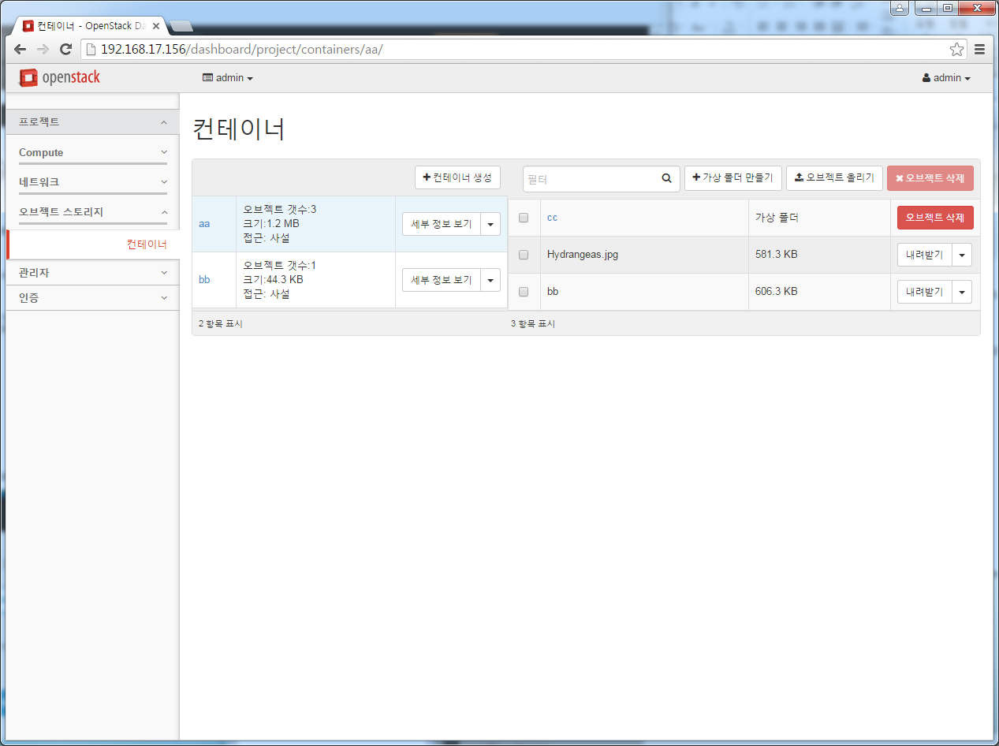 컨테이너 - OpenStack Da
192.168.17.156/dashboard/project/containers/aa/
openstack
admin
admin
프로젝트
Compute
네트워크
오브젝트 스토리지
컨테이너
관리자
인증
컨테이너
컨테이너 생성
필터
가상 폴더 만들기
오브젝트 올리기
오브젝트 삭제
aa
오브젝트 갯수:3
크기:1.2 MB
접근: 사설
세부 정보 보기
bb
오브젝트 갯수:1
크기:44.3 KB
접근: 사설
세부 정보 보기
cc
가상 폴더
오브젝트 삭제
Hydrangeas.jpg
581.3 KB
내려받기
bb
606.3 KB
내려받기
2 항목 표시
3 항목 표시